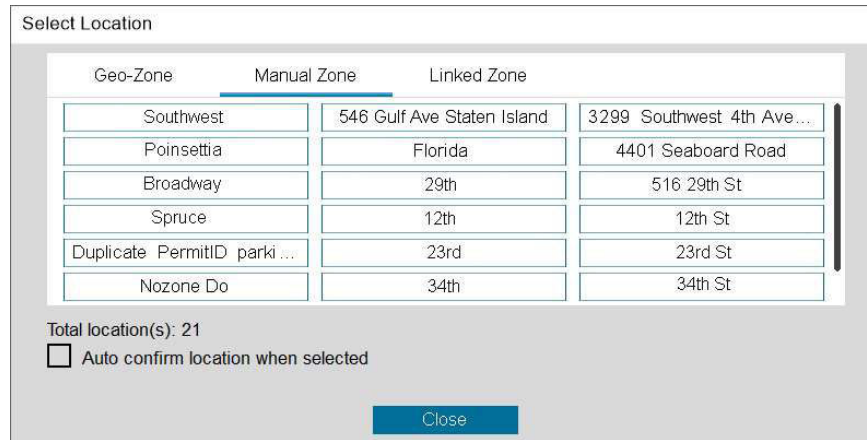 Select Location
Geo-Zone Manual Zone Linked Zone
Southwest 546 Gulf Ave Staten Island 3299 Southwest 4th Ave...
Poinsettia Florida 4401 Seaboard Road
Broadway 29th 516 29th St
Spruce 12th 12th St
Duplicate PermitID parki ... 23rd 23rd St
Nozone Do 34th 34th St
Total location(s): 21
Auto confirm location when selected
Close